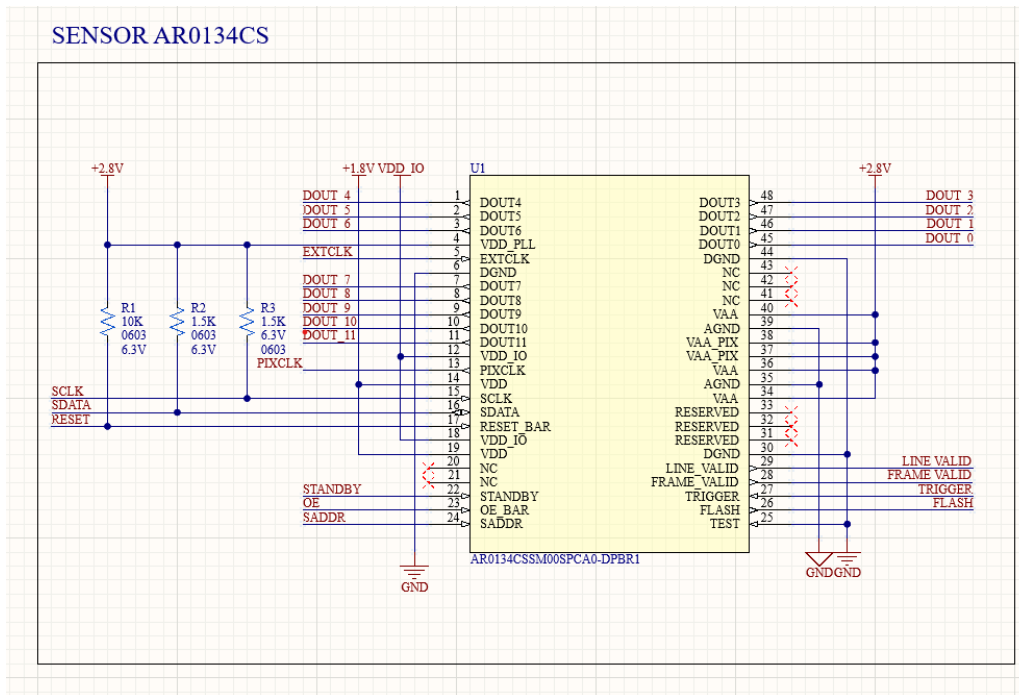 SENSOR AR0134CS
+2.8V
+1.8V VDD_IO
U1
+2.8V
DOUT_4 1 DOUT4 DOUT3 48 DOUT_3
DOUT_5 2 DOUT5 DOUT2 47 DOUT_2
DOUT_6 3 DOUT6 DOUT1 46 DOUT_1
4 VDD_PLL DOUT0 45 DOUT_0
EXTCLK 5 EXTCLK DGND 44
6 DGND NC 43
DOUT_7 7 DOUT7 NC 42
DOUT_8 8 DOUT8 NC 41
DOUT_9 9 DOUT9 VAA 40
DOUT_10 10 DOUT10 AGND 39
DOUT_11 11 DOUT11 VAA_PIX 38
12 VDD_IO VAA_PIX 37
PIXCLK 13 PIXCLK VAA 36
14 VDD AGND 35
SCLK 15 SCLK VAA 34
SDATA 16 SDATA RESERVED 33
RESET 17 RESET_BAR RESERVED 32
18 VDD_IO RESERVED 31
19 VDD DGND 30
20 NC LINE_VALID 29 LINE VALID
21 NC FRAME_VALID 28 FRAME VALID
STANDBY 22 STANDBY TRIGGER 27 TRIGGER
OE 23 OE_BAR FLASH 26 FLASH
SADDR 24 SADDR TEST 25
R1
10K
0603
6.3V
R2
1.5K
0603
6.3V
R3
1.5K
6.3V
0603
AR0134CSSM00SPCA0-DPBR1
GND
GND GND